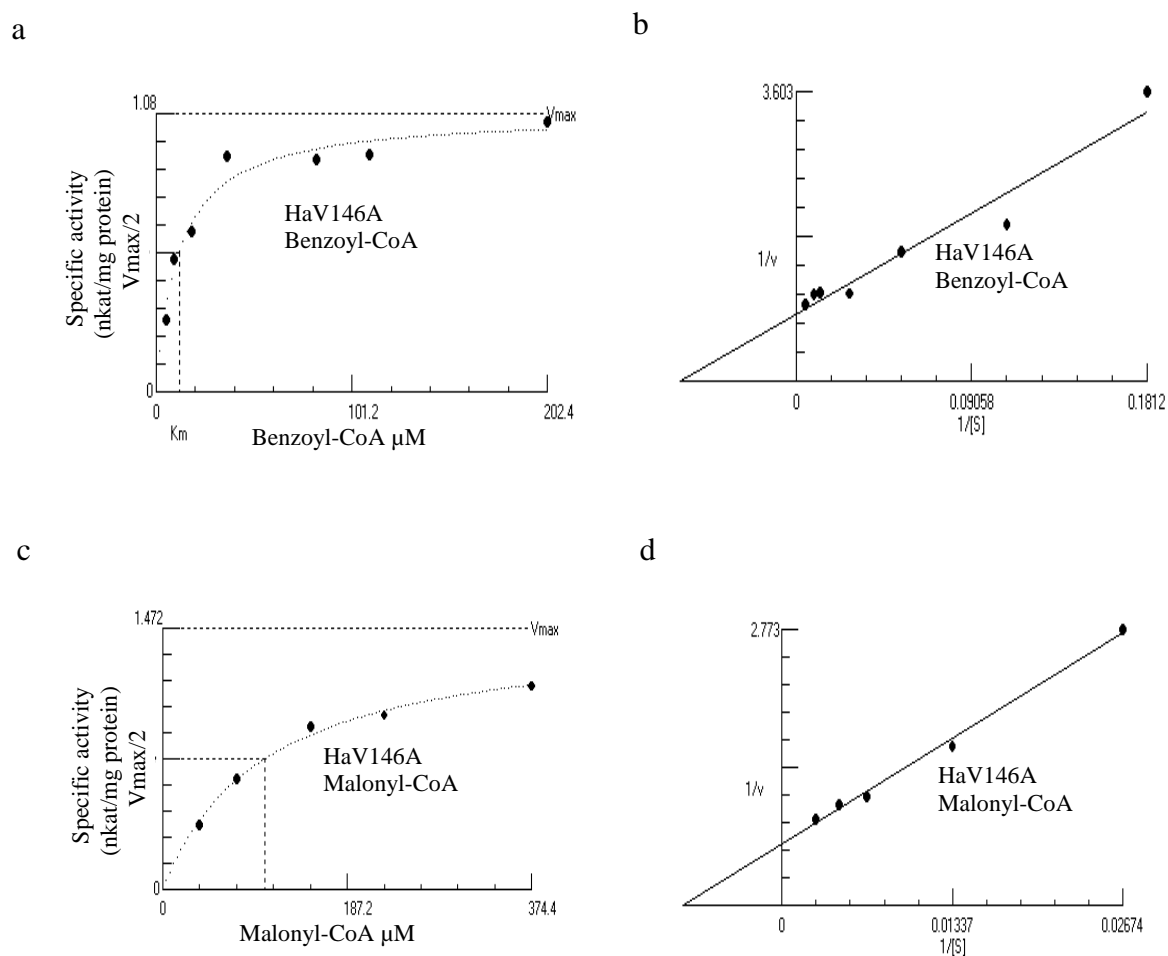 a
1.08
Vmax
Specific activity
(nkat/mg protein)
Vmax/2
HaV146A
Benzoyl-CoA
0
0
101.2
202.4
Km
Benzoyl-CoA µM
b
3.603
1/v
HaV146A
Benzoyl-CoA
0
0.09058
0.1812
1/[S]
c
1.472
Vmax
Specific activity
(nkat/mg protein)
Vmax/2
HaV146A
Malonyl-CoA
0
0
187.2
374.4
Malonyl-CoA µM
d
2.773
1/v
HaV146A
Malonyl-CoA
0
0.01337
0.02674
1/[S]